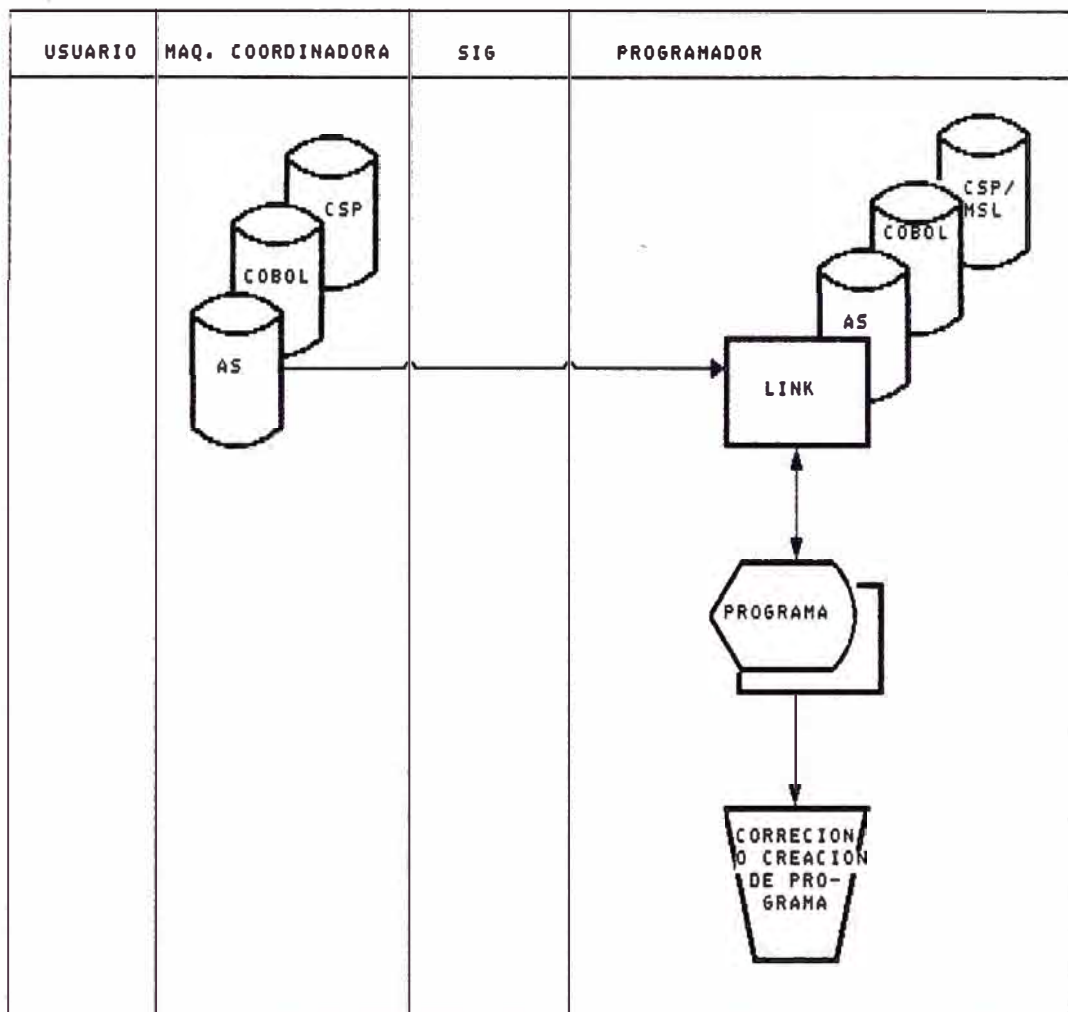 USUARIO
MAQ. COORDINADORA
SIG
PROGRAMADOR
CSP
COBOL
AS
CSP/
MSL
COBOL
AS
LINK
PROGRAMA
CORRECION
O CREACION
DE PRO-
GRAMA